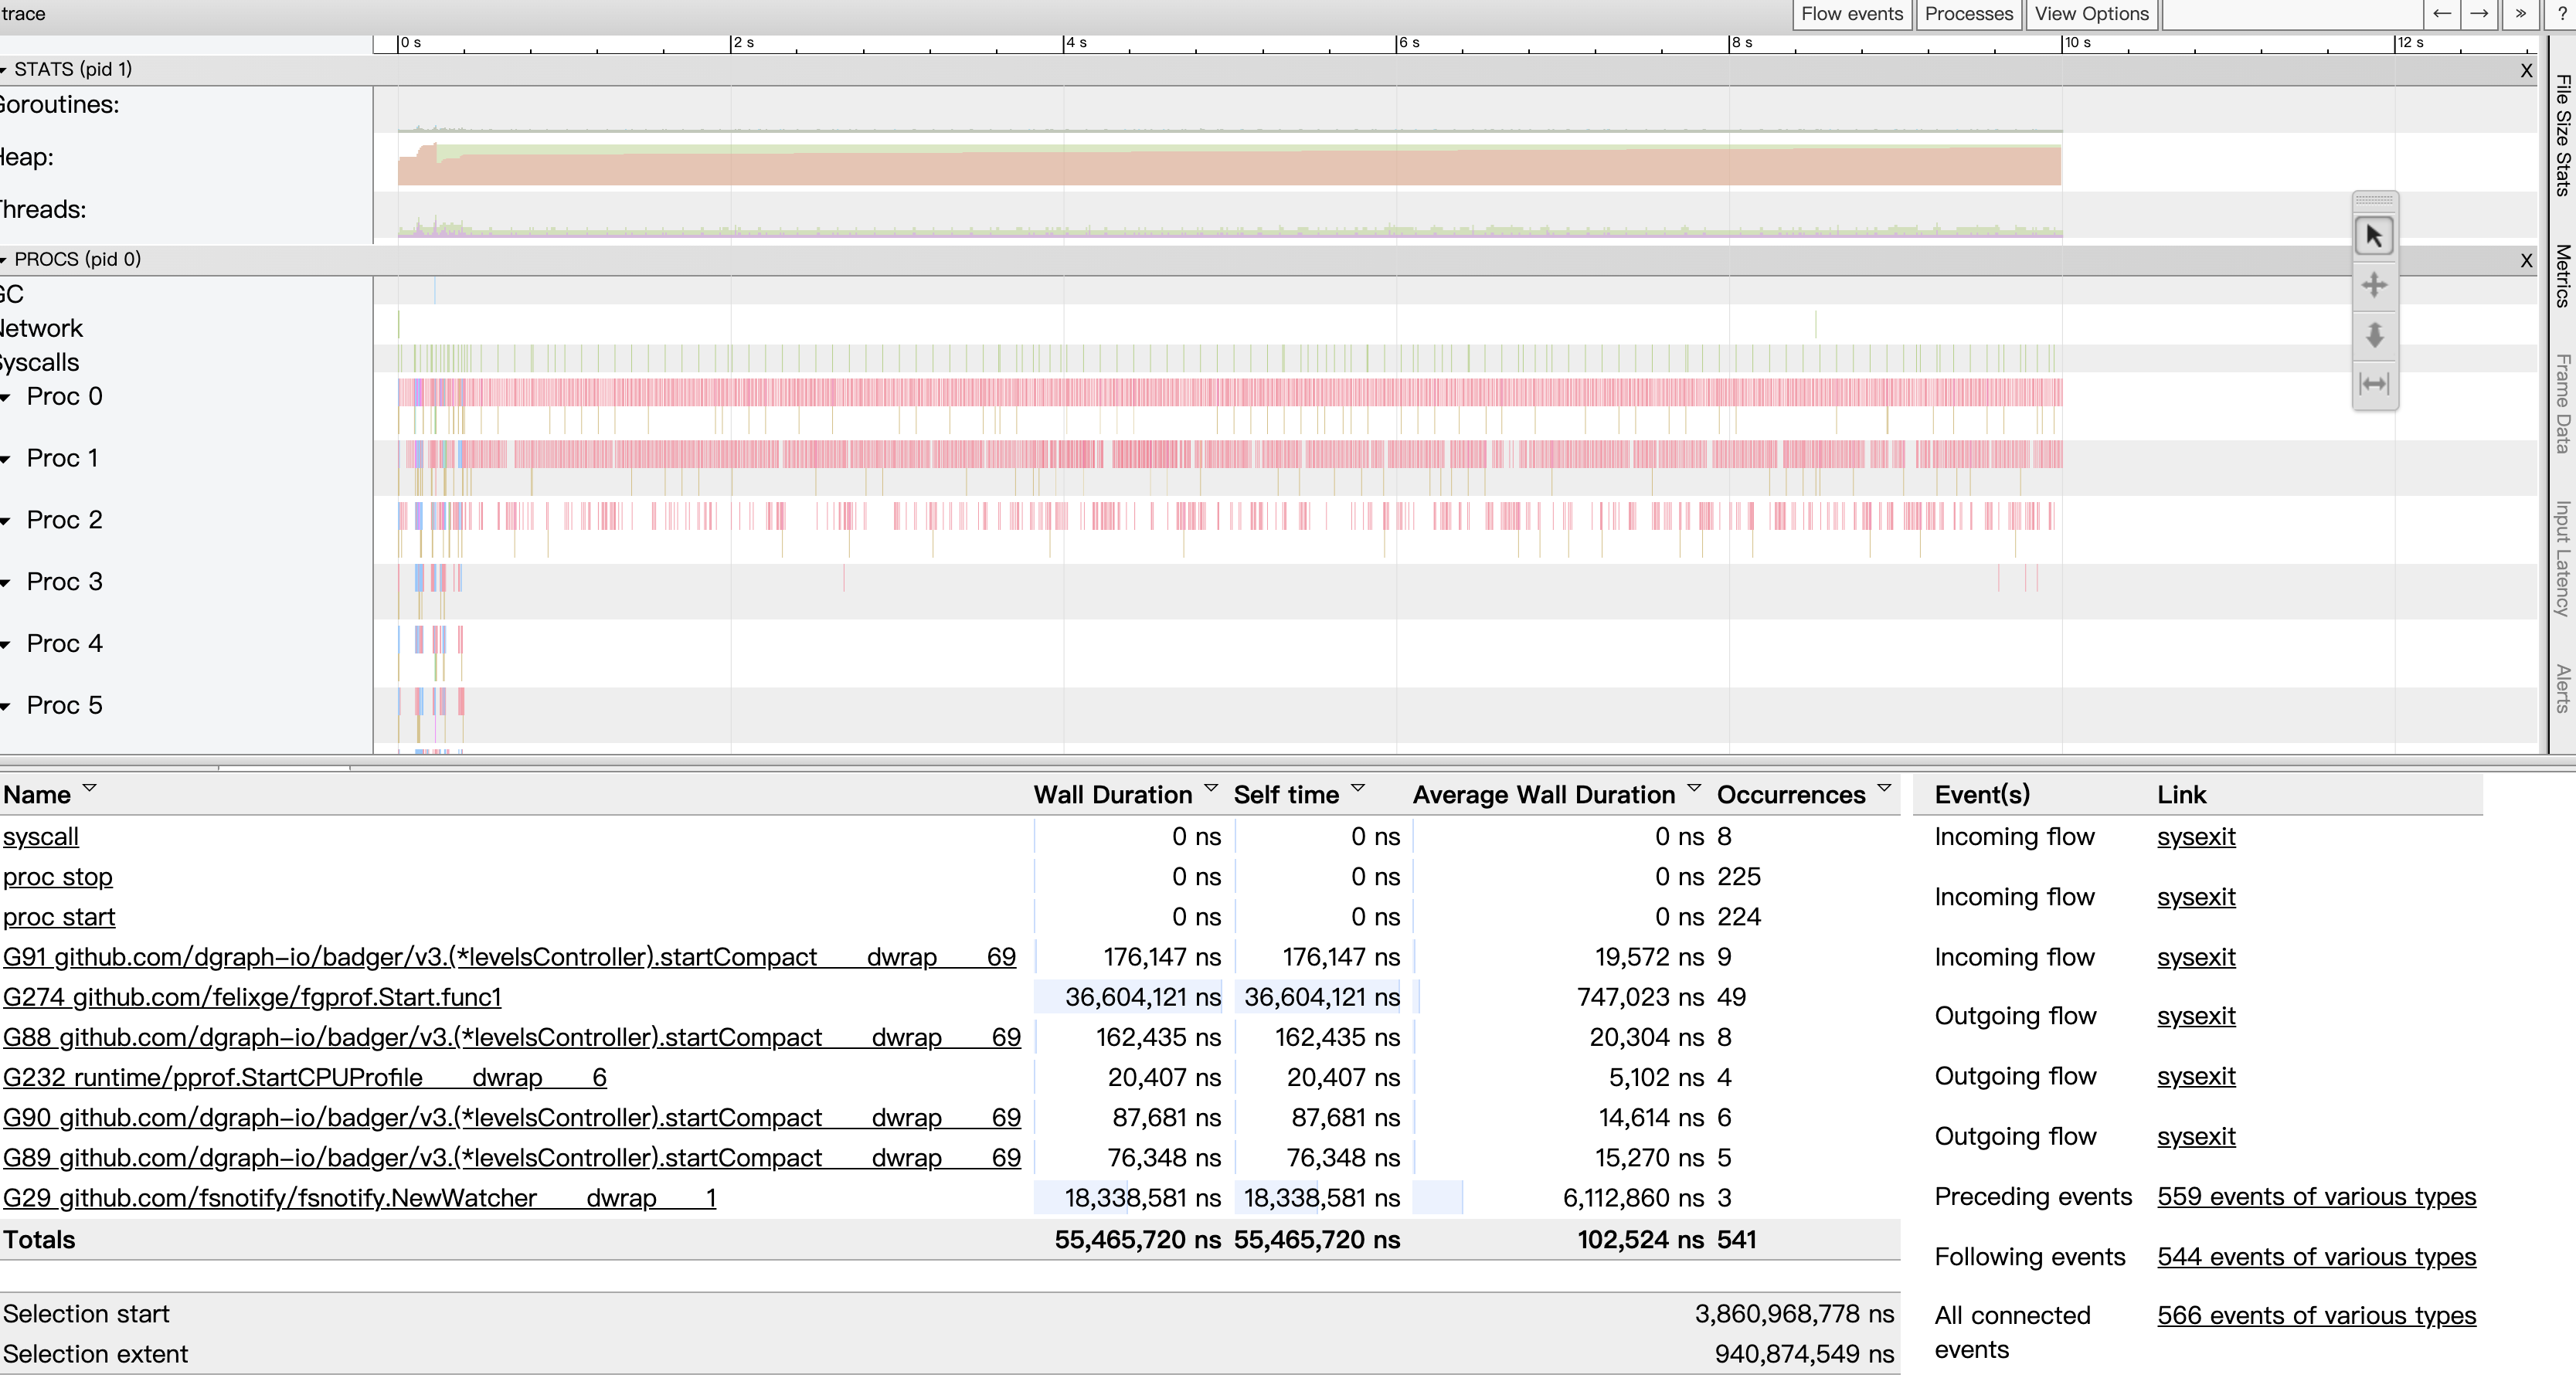 trace
Flow events Processes View Options ← → » ?
0 s 2 s 4 s 6 s 8 s 10 s 12 s
STATS (pid 1) X
Goroutines:
Heap:
Threads:
PROCS (pid 0) X
GC
Network
Syscalls
Proc 0
Proc 1
Proc 2
Proc 3
Proc 4
Proc 5
File Size Stats
Metrics
Frame Data
Input Latency
Alerts
Name Wall Duration Self time Average Wall Duration Occurrences
syscall 0 ns 0 ns 0 ns 8
proc stop 0 ns 0 ns 0 ns 225
proc start 0 ns 0 ns 0 ns 224
G91 github.com/dgraph-io/badger/v3.(*levelsController).startCompact dwrap 69 176,147 ns 176,147 ns 19,572 ns 9
G274 github.com/felixge/fgprof.Start.func1 36,604,121 ns 36,604,121 ns 747,023 ns 49
G88 github.com/dgraph-io/badger/v3.(*levelsController).startCompact dwrap 69 162,435 ns 162,435 ns 20,304 ns 8
G232 runtime/pprof.StartCPUProfile dwrap 6 20,407 ns 20,407 ns 5,102 ns 4
G90 github.com/dgraph-io/badger/v3.(*levelsController).startCompact dwrap 69 87,681 ns 87,681 ns 14,614 ns 6
G89 github.com/dgraph-io/badger/v3.(*levelsController).startCompact dwrap 69 76,348 ns 76,348 ns 15,270 ns 5
G29 github.com/fsnotify/fsnotify.NewWatcher dwrap 1 18,338,581 ns 18,338,581 ns 6,112,860 ns 3
Totals 55,465,720 ns 55,465,720 ns 102,524 ns 541
Selection start 3,860,968,778 ns
Selection extent 940,874,549 ns
Event(s) Link
Incoming flow sysexit
Incoming flow sysexit
Incoming flow sysexit
Outgoing flow sysexit
Outgoing flow sysexit
Outgoing flow sysexit
Preceding events 559 events of various types
Following events 544 events of various types
All connected 566 events of various types
events